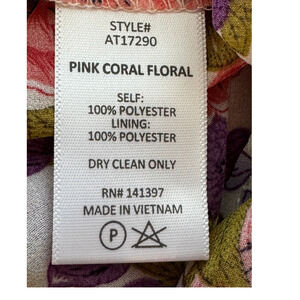 STYLE#
AT17290
PINK CORAL FLORAL
SELF:
100% POLYESTER
LINING:
100% POLYESTER
DRY CLEAN ONLY
RN# 141397
MADE IN VIETNAM
P